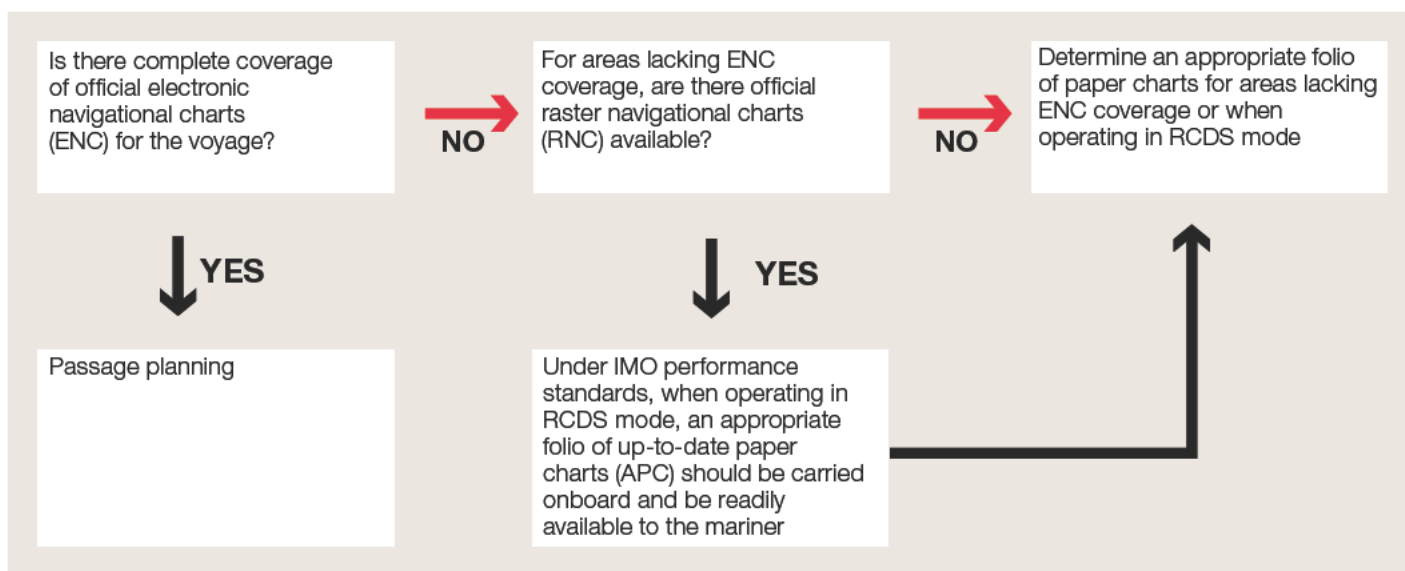 Is there complete coverage
of official electronic
navigational charts
(ENC) for the voyage?
NO
For areas lacking ENC
coverage, are there official
raster navigational charts
(RNC) available?
NO
Determine an appropriate folio
of paper charts for areas lacking
ENC coverage or when
operating in RCDS mode
YES
YES
Passage planning
Under IMO performance
standards, when operating in
RCDS mode, an appropriate
folio of up-to-date paper
charts (APC) should be carried
onboard and be readily
available to the mariner